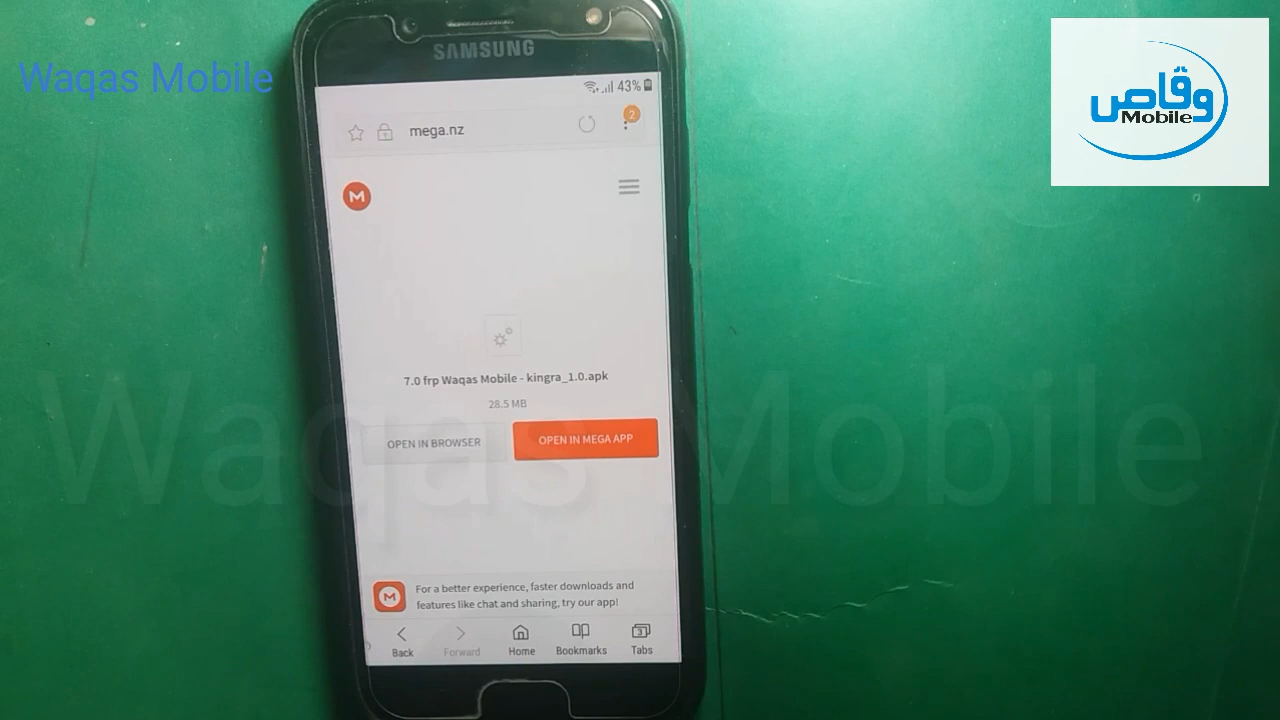 Waqas Mobile
وقاص
Mobile
SAMSUNG
43%
mega.nz
2
M
7.0 frp Waqas Mobile - kingra_1.0.apk
28.5 MB
OPEN IN BROWSER
OPEN IN MEGA APP
Waqas Mobile
M
For a better experience, faster downloads and
features like chat and sharing, try our app!
3
Back
Forward
Home
Bookmarks
Tabs